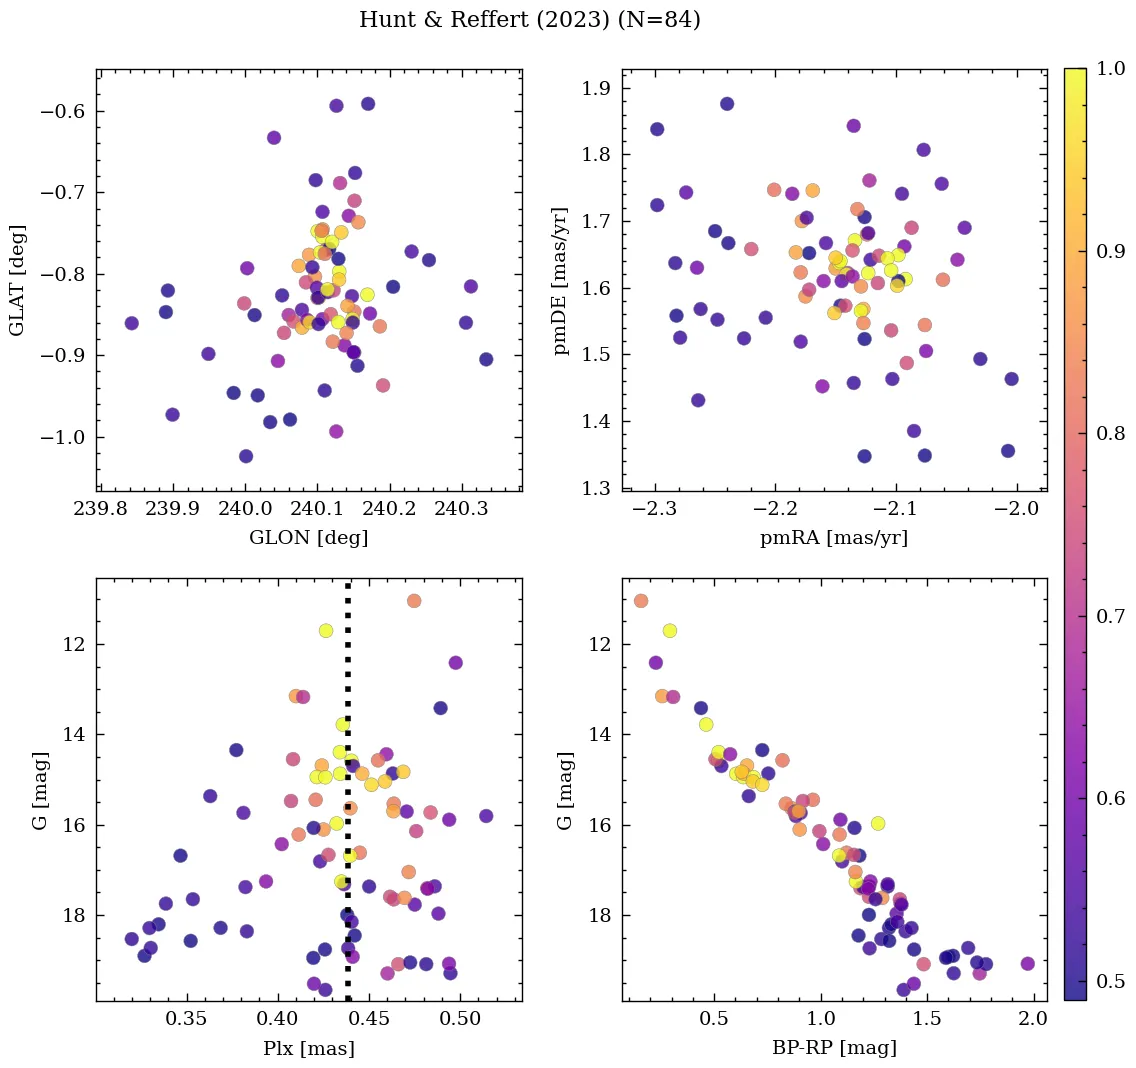 Hunt & Reffert (2023) (N=84)
−0.6
−0.7
−0.8
−0.9
−1.0
GLAT [deg]
239.8 239.9 240.0 240.1 240.2 240.3
GLON [deg]
1.9
1.8
1.7
1.6
1.5
1.4
1.3
pmDE [mas/yr]
−2.3 −2.2 −2.1 −2.0
pmRA [mas/yr]
12
14
16
18
G [mag]
0.35 0.40 0.45 0.50
Plx [mas]
12
14
16
18
G [mag]
0.5 1.0 1.5 2.0
BP-RP [mag]
1.0
0.9
0.8
0.7
0.6
0.5